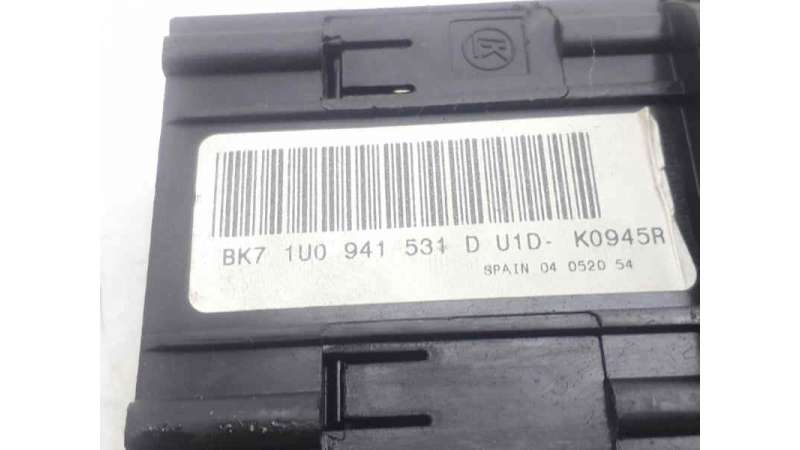 BK7 1U0 941 531 D U1D- K0945R
SPAIN 04 0520 54